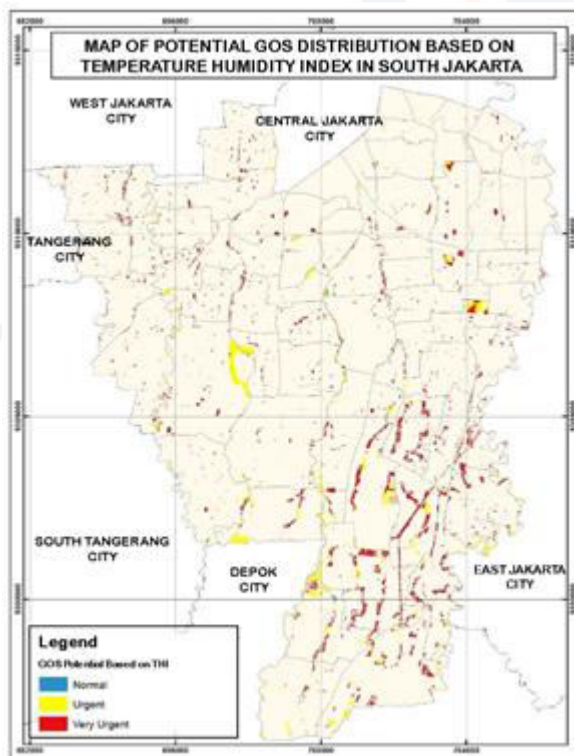 MAP OF POTENTIAL GOS DISTRIBUTION BASED ON
TEMPERATURE HUMIDITY INDEX IN SOUTH JAKARTA
WEST JAKARTA
CITY
CENTRAL JAKARTA
CITY
TANGERANG
CITY
SOUTH TANGERANG
CITY
DEPOK
CITY
EAST JAKARTA
CITY
Legend
GOS Potential Based on THI
Normal
Urgent
Very Urgent